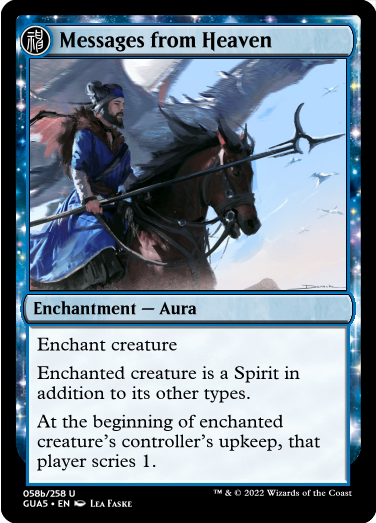 Messages from Heaven
Enchantment — Aura
Enchant creature
Enchanted creature is a Spirit in
addition to its other types.
At the beginning of enchanted
creature's controller's upkeep, that
player scries 1.
058b/258 U
GUA5 • EN Lea Faske
™ & © 2022 Wizards of the Coast